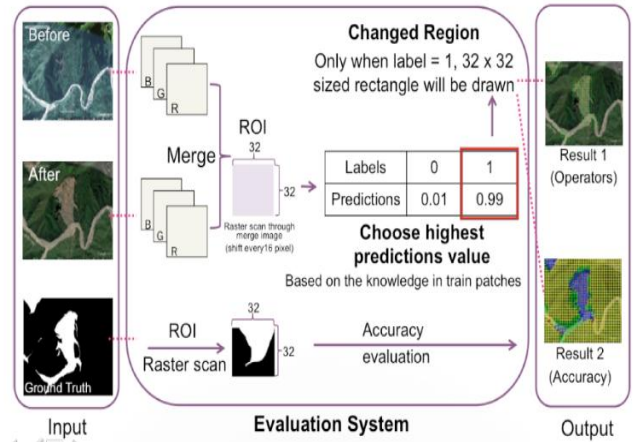 Before
B
G
R
After
B
G
R
Ground Truth
Input
Merge
ROI
32
32
Raster scan through
merge image
(shift every16 pixel)
Changed Region
Only when label = 1, 32 x 32
sized rectangle will be drawn
Labels 0 1
Predictions 0.01 0.99
Choose highest
predictions value
Based on the knowledge in train patches
ROI
Raster scan
32
32
Accuracy
evaluation
Evaluation System
Result 1
(Operators)
Result 2
(Accuracy)
Output